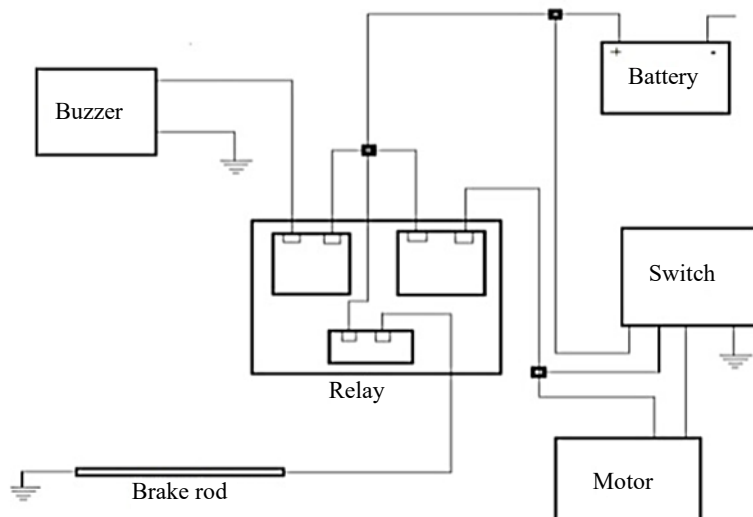 + -
Battery
Buzzer
Switch
Relay
Brake rod
Motor